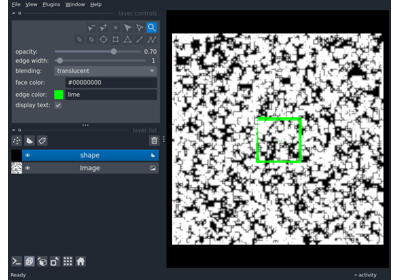 File View Plugins Window Help
layer controls
opacity: 0.70
edge width: 1
blending: translucent
face color: #00000000
edge color: lime
display text:
layer list
shape
Image
Ready
activity